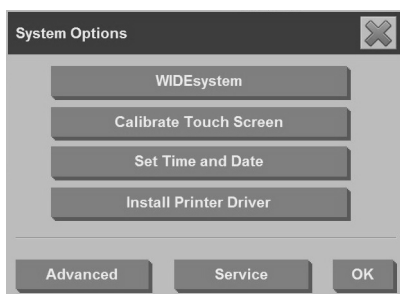 System Options
WIDEsystem
Calibrate Touch Screen
Set Time and Date
Install Printer Driver
Advanced Service OK